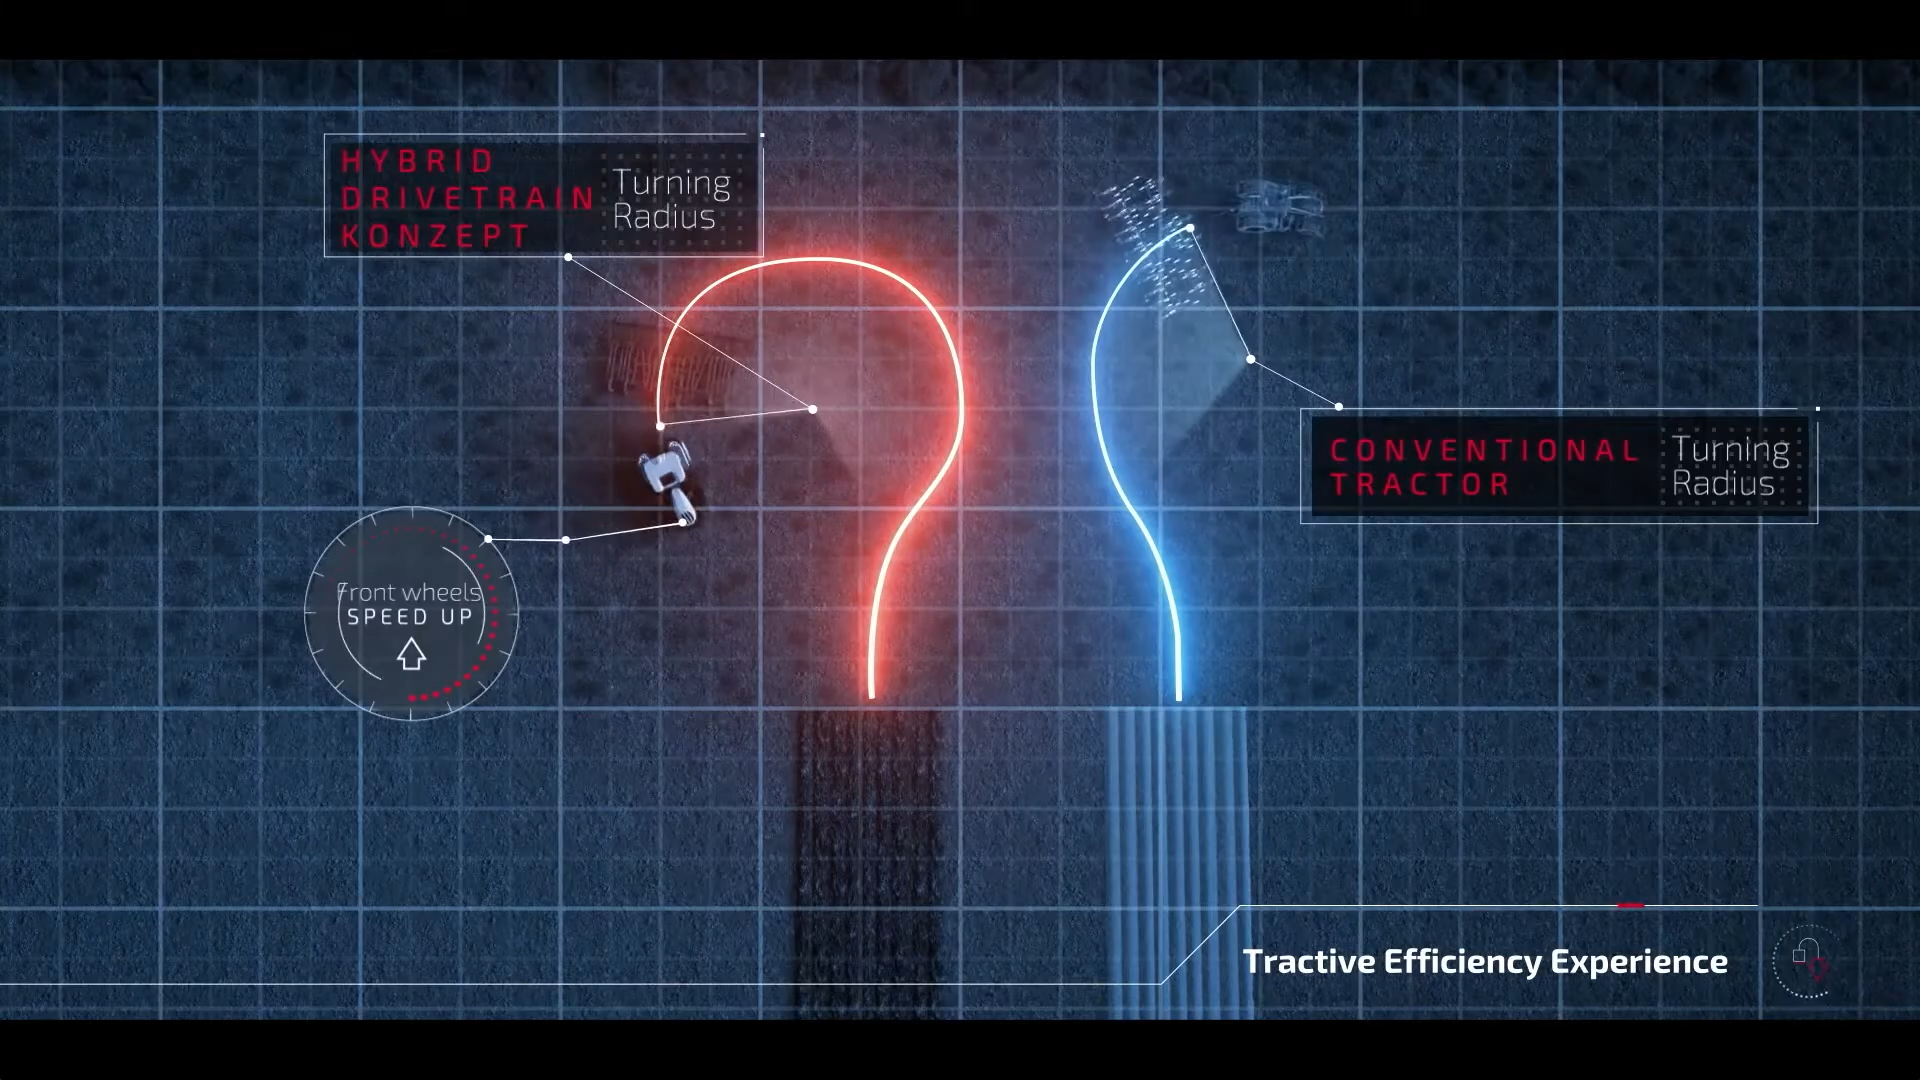 HYBRID
DRIVETRAIN
KONZEPT
Turning
Radius
CONVENTIONAL
TRACTOR
Turning
Radius
Front wheels
SPEED UP
Tractive Efficiency Experience